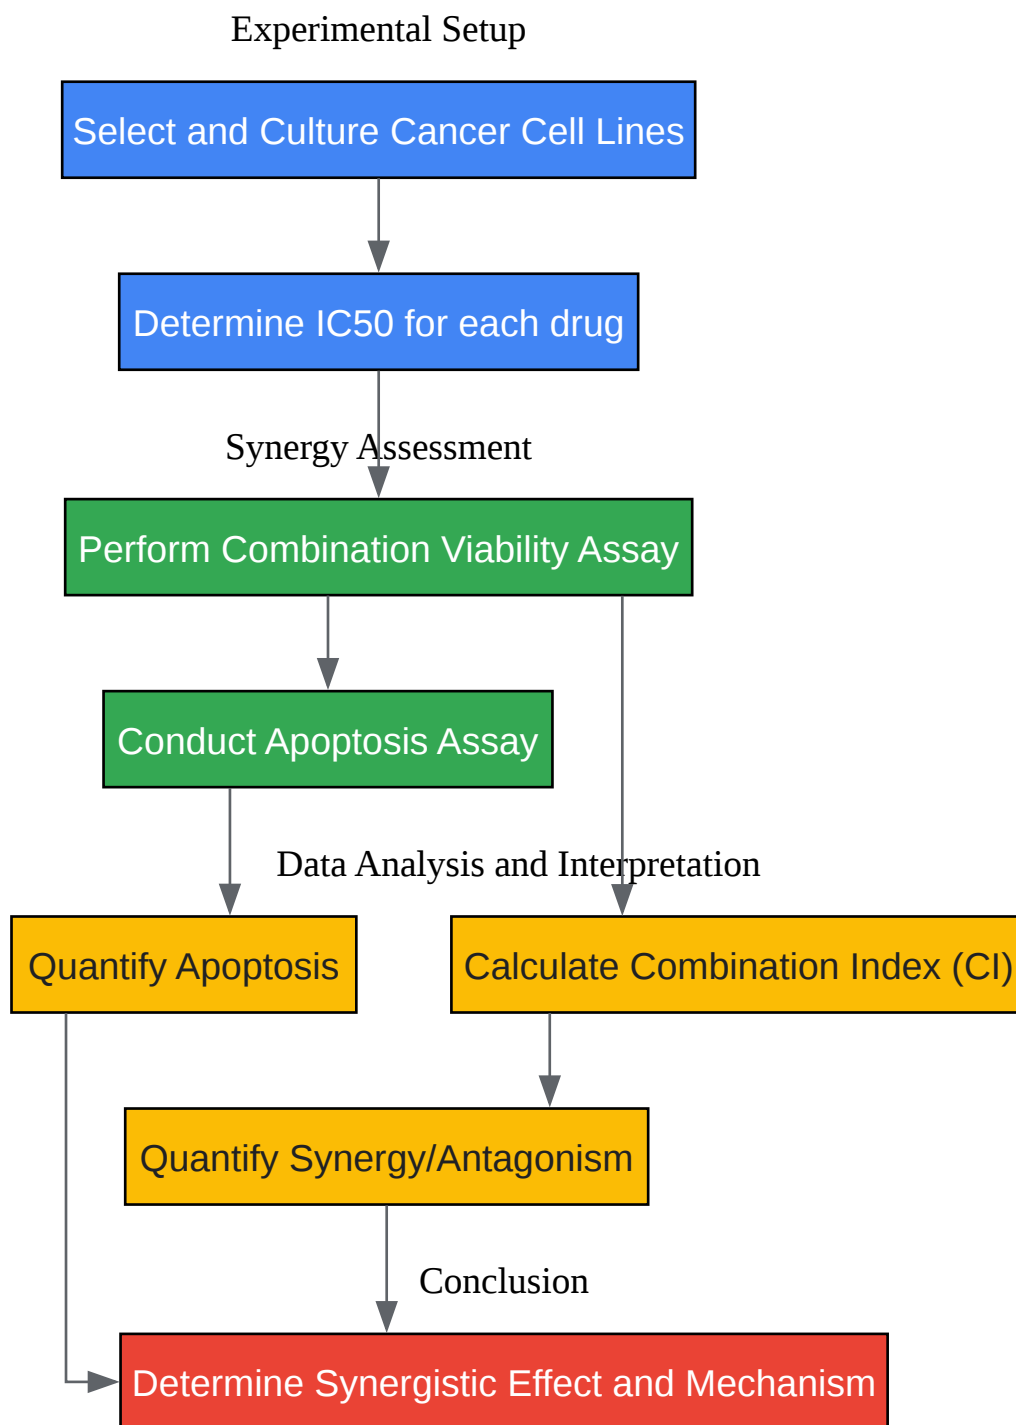 Experimental Setup
Select and Culture Cancer Cell Lines
Determine IC50 for each drug
Synergy Assessment
Perform Combination Viability Assay
Conduct Apoptosis Assay
Data Analysis and Interpretation
Quantify Apoptosis
Calculate Combination Index (CI)
Quantify Synergy/Antagonism
Conclusion
Determine Synergistic Effect and Mechanism